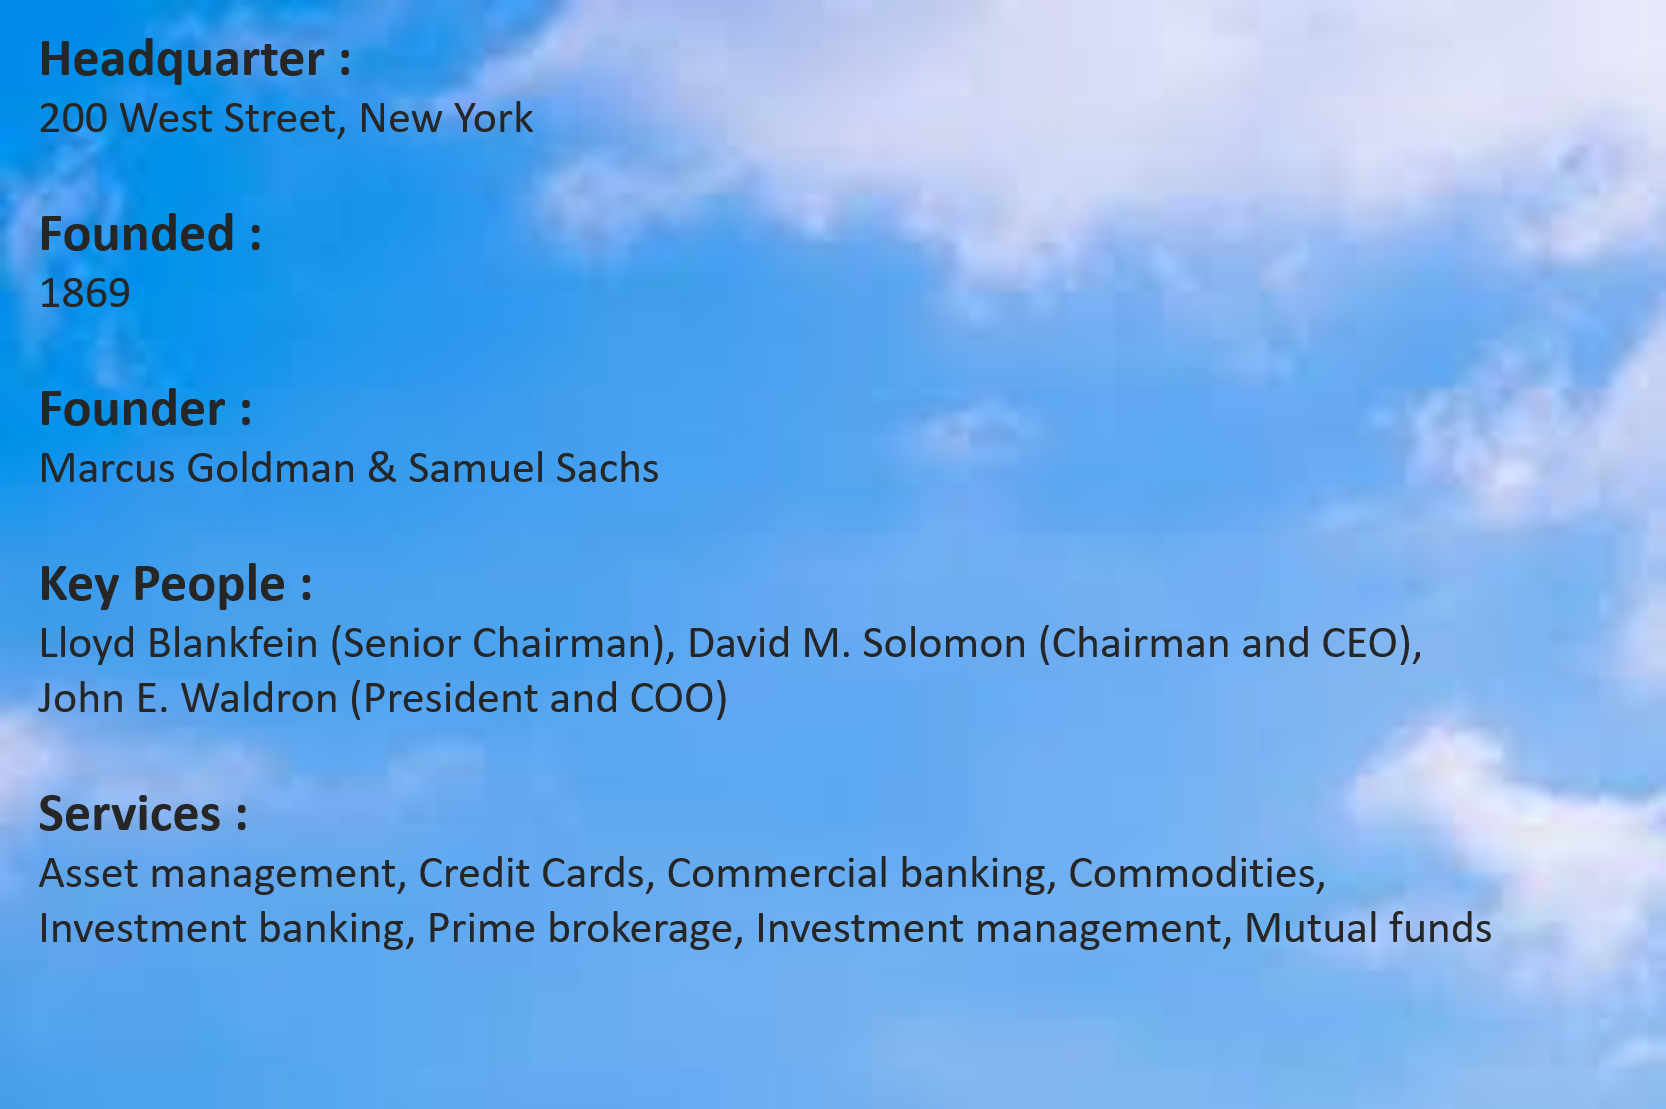 Headquarter :
200 West Street, New York
Founded :
1869
Founder :
Marcus Goldman & Samuel Sachs
Key People :
Lloyd Blankfein (Senior Chairman), David M. Solomon (Chairman and CEO),
John E. Waldron (President and COO)
Services :
Asset management, Credit Cards, Commercial banking, Commodities,
Investment banking, Prime brokerage, Investment management, Mutual funds